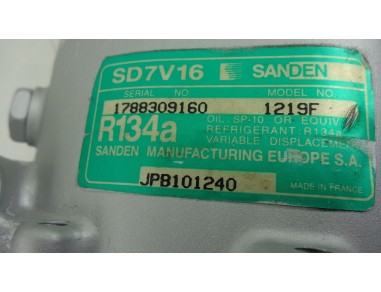 SD7V16 SANDEN
SERIAL NO. MODEL NO.
1788309160 1219F
R134a OIL: SP-10 OR EQUIV
REFRIGERANT: R134a
VARIABLE DISPLACEMENT
SANDEN MANUFACTURING EUROPE S.A.
JPB101240 MADE IN FRANCE